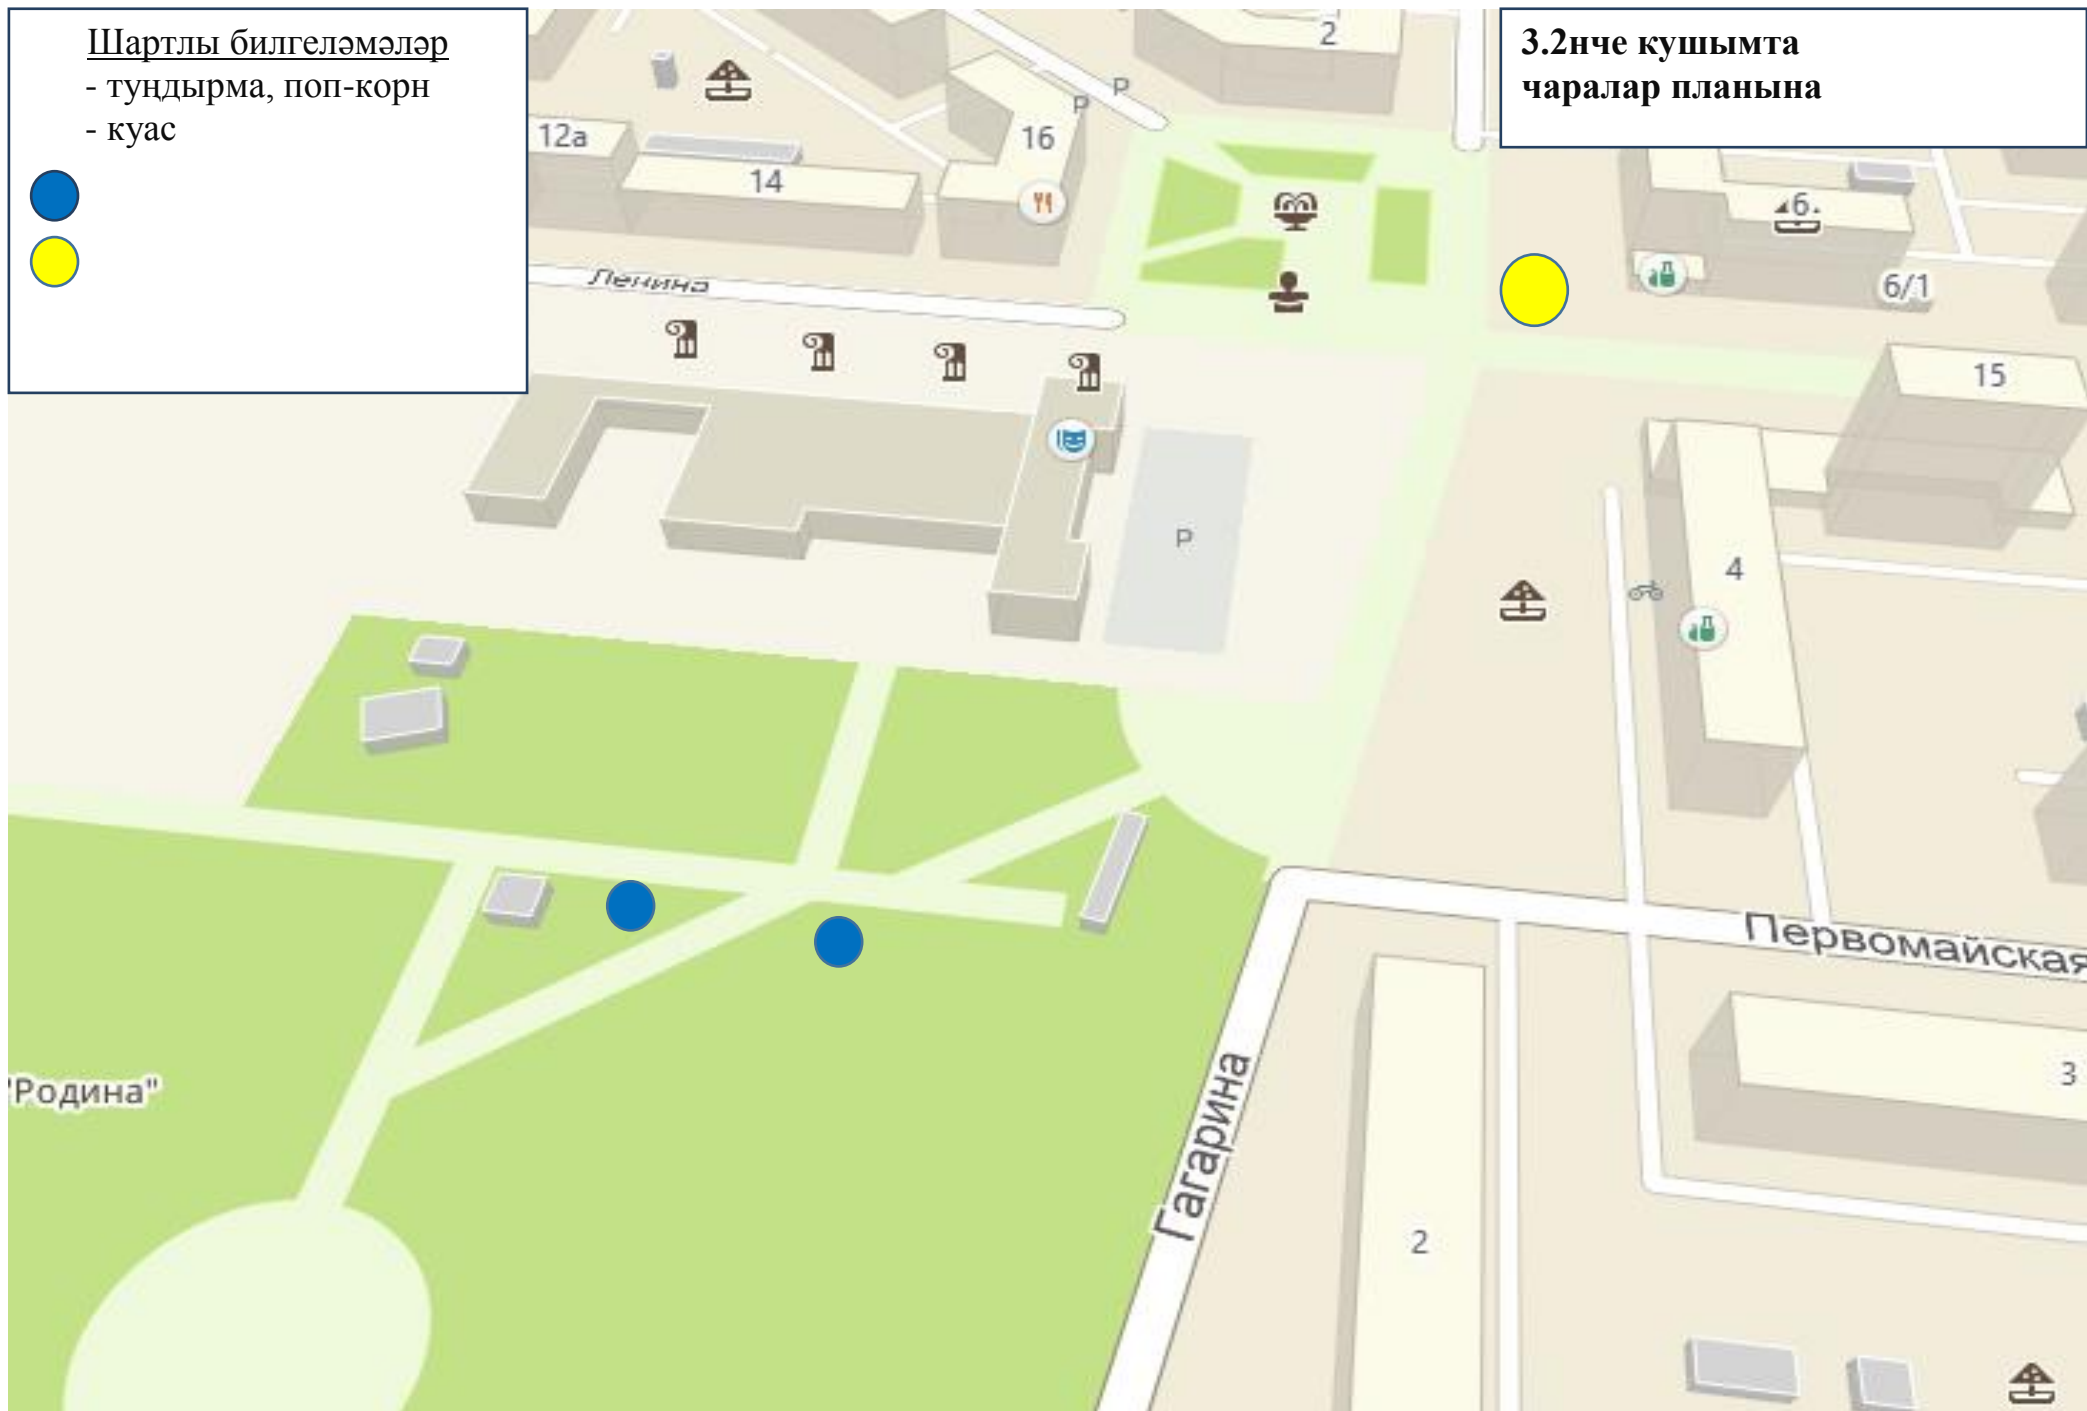 Шартлы билгеләмәләр
- туңдырма, поп-корн
- куас
3.2нче кушымта
чаралар планына
2
P
P
12а
14
16
6
6/1
Ленина
15
P
4
Первомайская
"Родина"
Гагарина
3
2